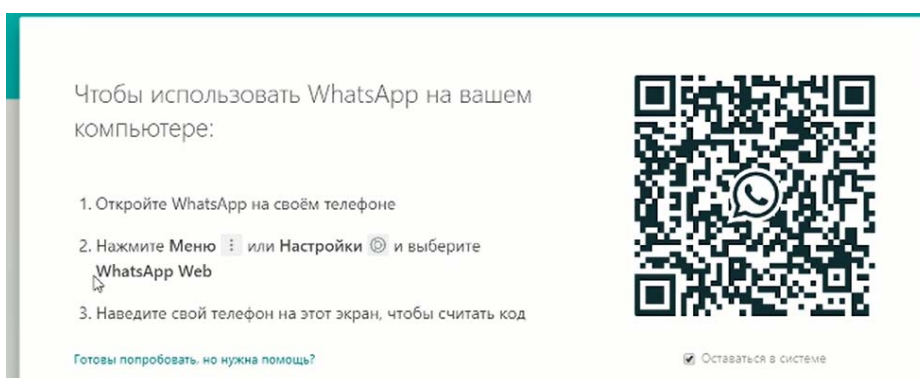 Чтобы использовать WhatsApp на вашем
компьютере:
1. Откройте WhatsApp на своём телефоне
2. Нажмите Меню или Настройки и выберите
WhatsApp Web
3. Наведите свой телефон на этот экран, чтобы считать код
Готовы попробовать, но нужна помощь?
Оставаться в системе